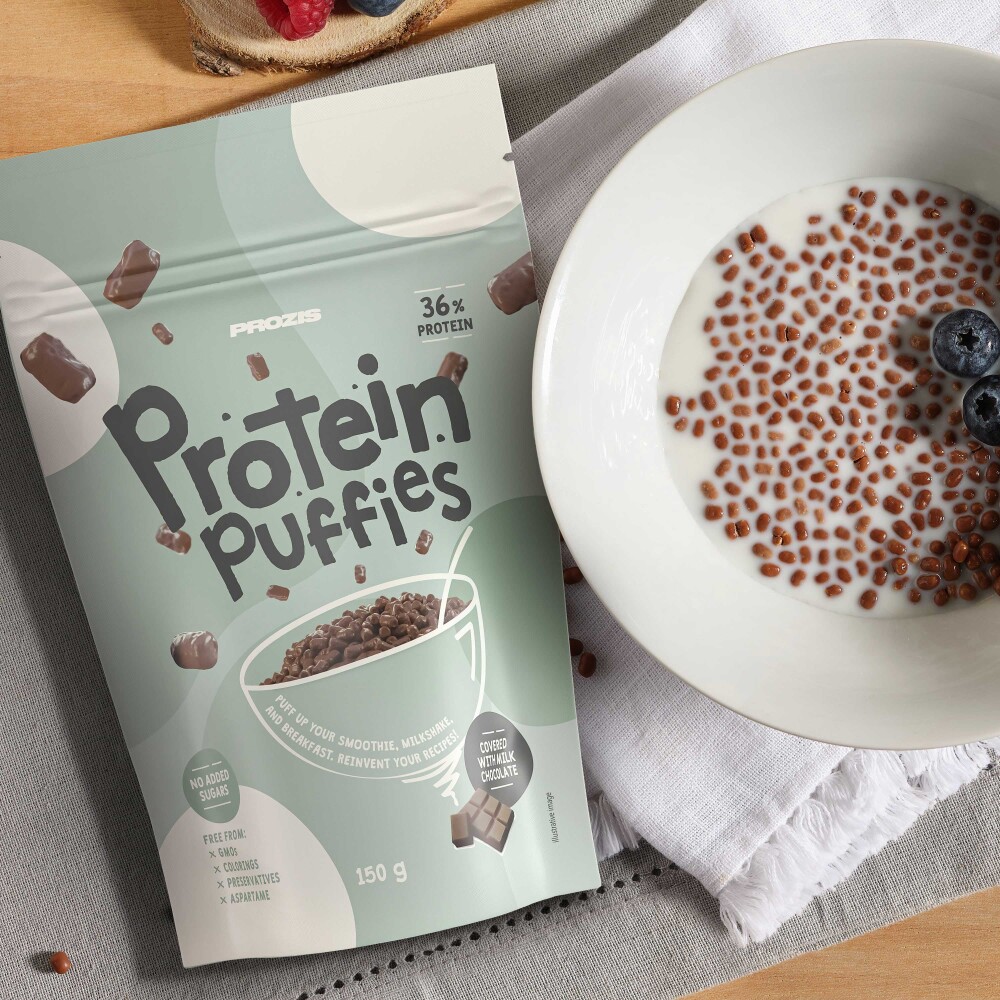 PROZIS
36%
PROTEIN
Protein
Puffies
PUFF UP YOUR SMOOTHIE, MILKSHAKE,
AND BREAKFAST. REINVENT YOUR RECIPES!
COVERED
WITH MILK
CHOCOLATE
NO ADDED
SUGARS
FREE FROM:
× GMOs
× COLORINGS
× PRESERVATIVES
× ASPARTAME
150 g
Illustrative image